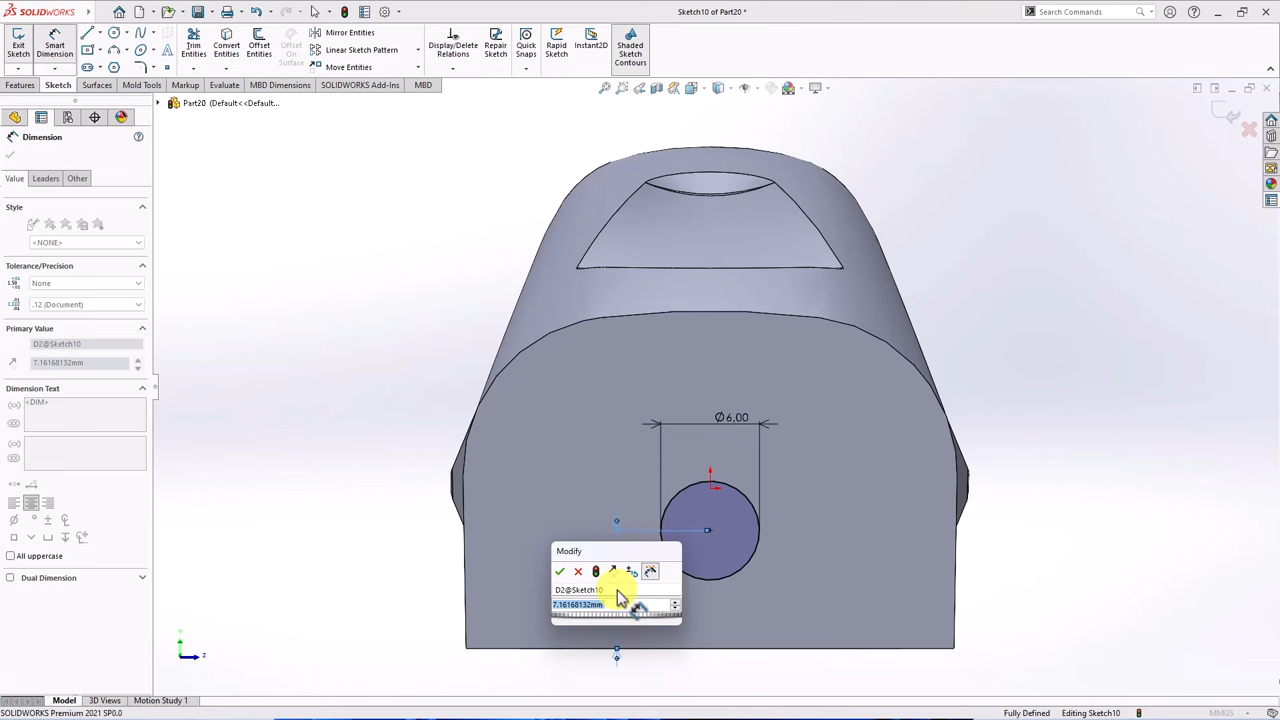 SOLIDWORKS
Sketch10 of Part20 *
Search Commands
Exit
Sketch
Smart
Dimension
Trim
Entities
Convert
Entities
Offset
Entities
Offset
On
Surface
Mirror Entities
Linear Sketch Pattern
Move Entities
Display/Delete
Relations
Repair
Sketch
Quick
Snaps
Rapid
Sketch
Instant2D
Shaded
Sketch
Contours
Features
Sketch
Surfaces
Mold Tools
Markup
Evaluate
MBD Dimensions
SOLIDWORKS Add-Ins
MBD
Part20 (Default<<Default...
Dimension
Value
Leaders
Other
Style
<NONE>
Tolerance/Precision
None
.12 (Document)
Primary Value
D2@Sketch10
7.16168132mm
Dimension Text
<DIM>
All uppercase
Dual Dimension
Ø6,00
Modify
D2@Sketch10
7.16168132mm
Y
Z
Model
3D Views
Motion Study 1
SOLIDWORKS Premium 2021 SP0.0
Fully Defined
Editing Sketch10
MMGS